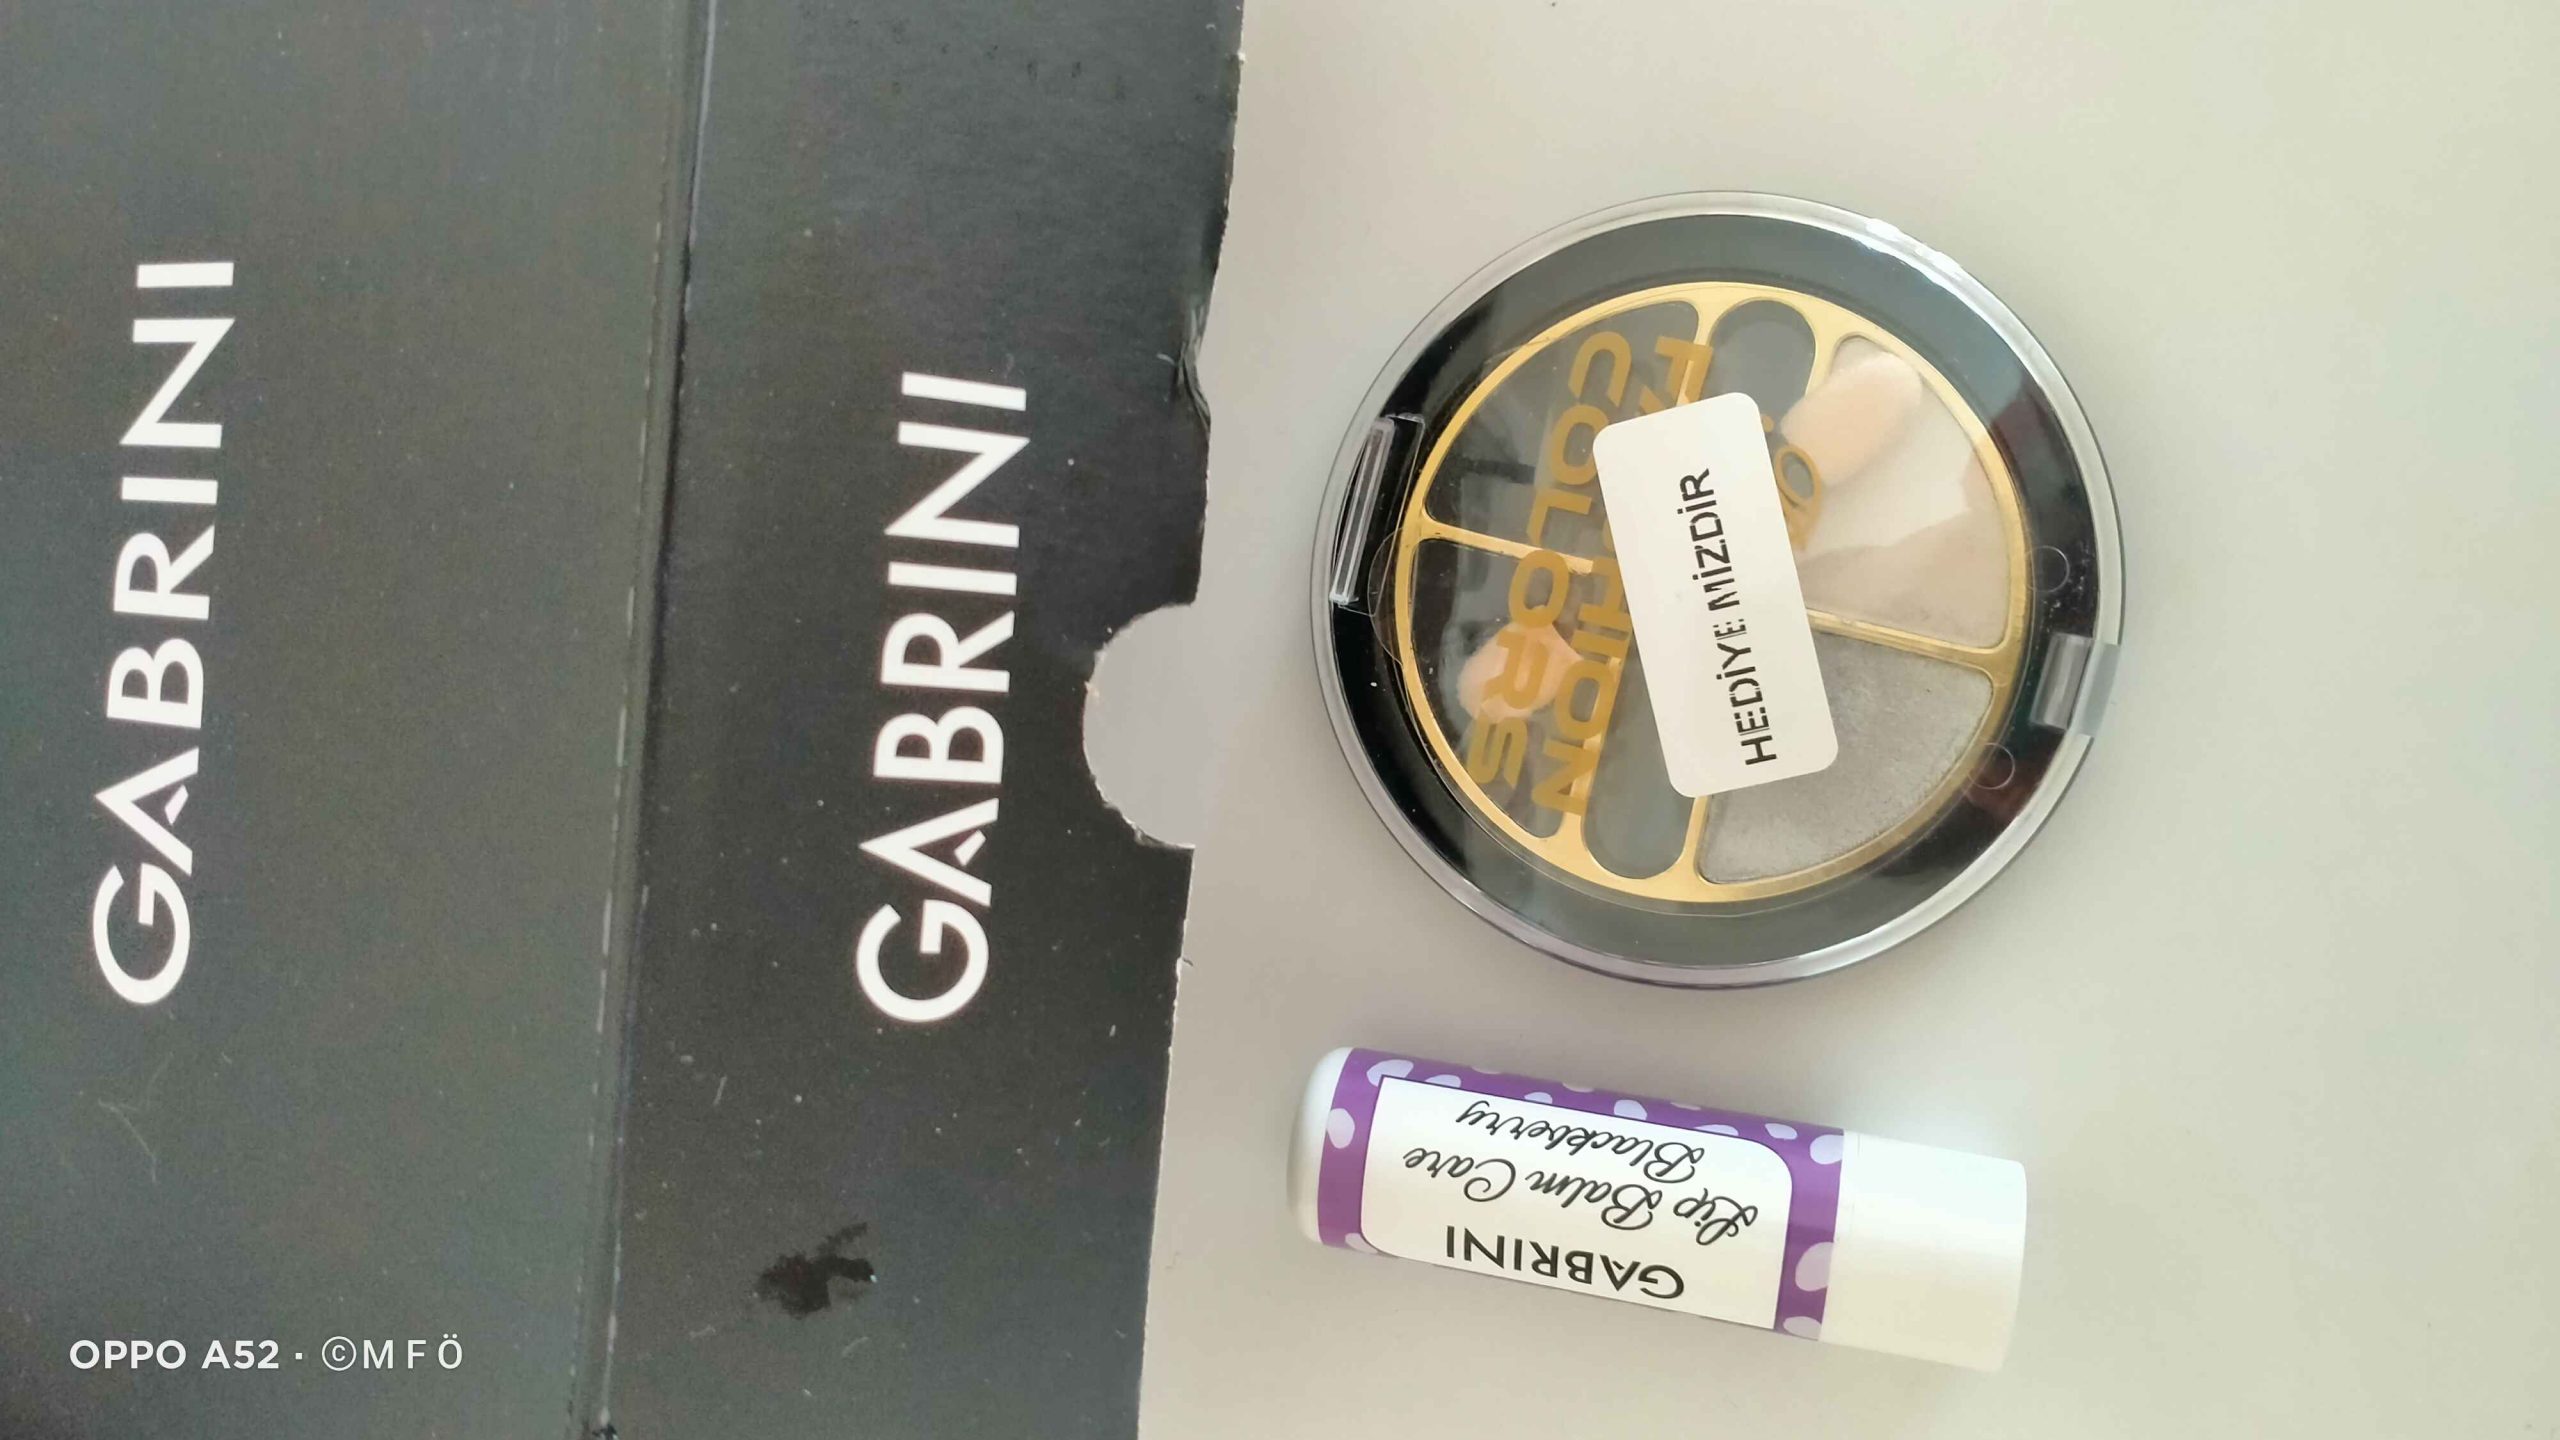 GABRINI
GABRINI
FASHION
COLORS
HEDİYEMİZDİR
GABRINI
Lip Balm Care
Blackberry
OPPO A52 · ©M F Ö